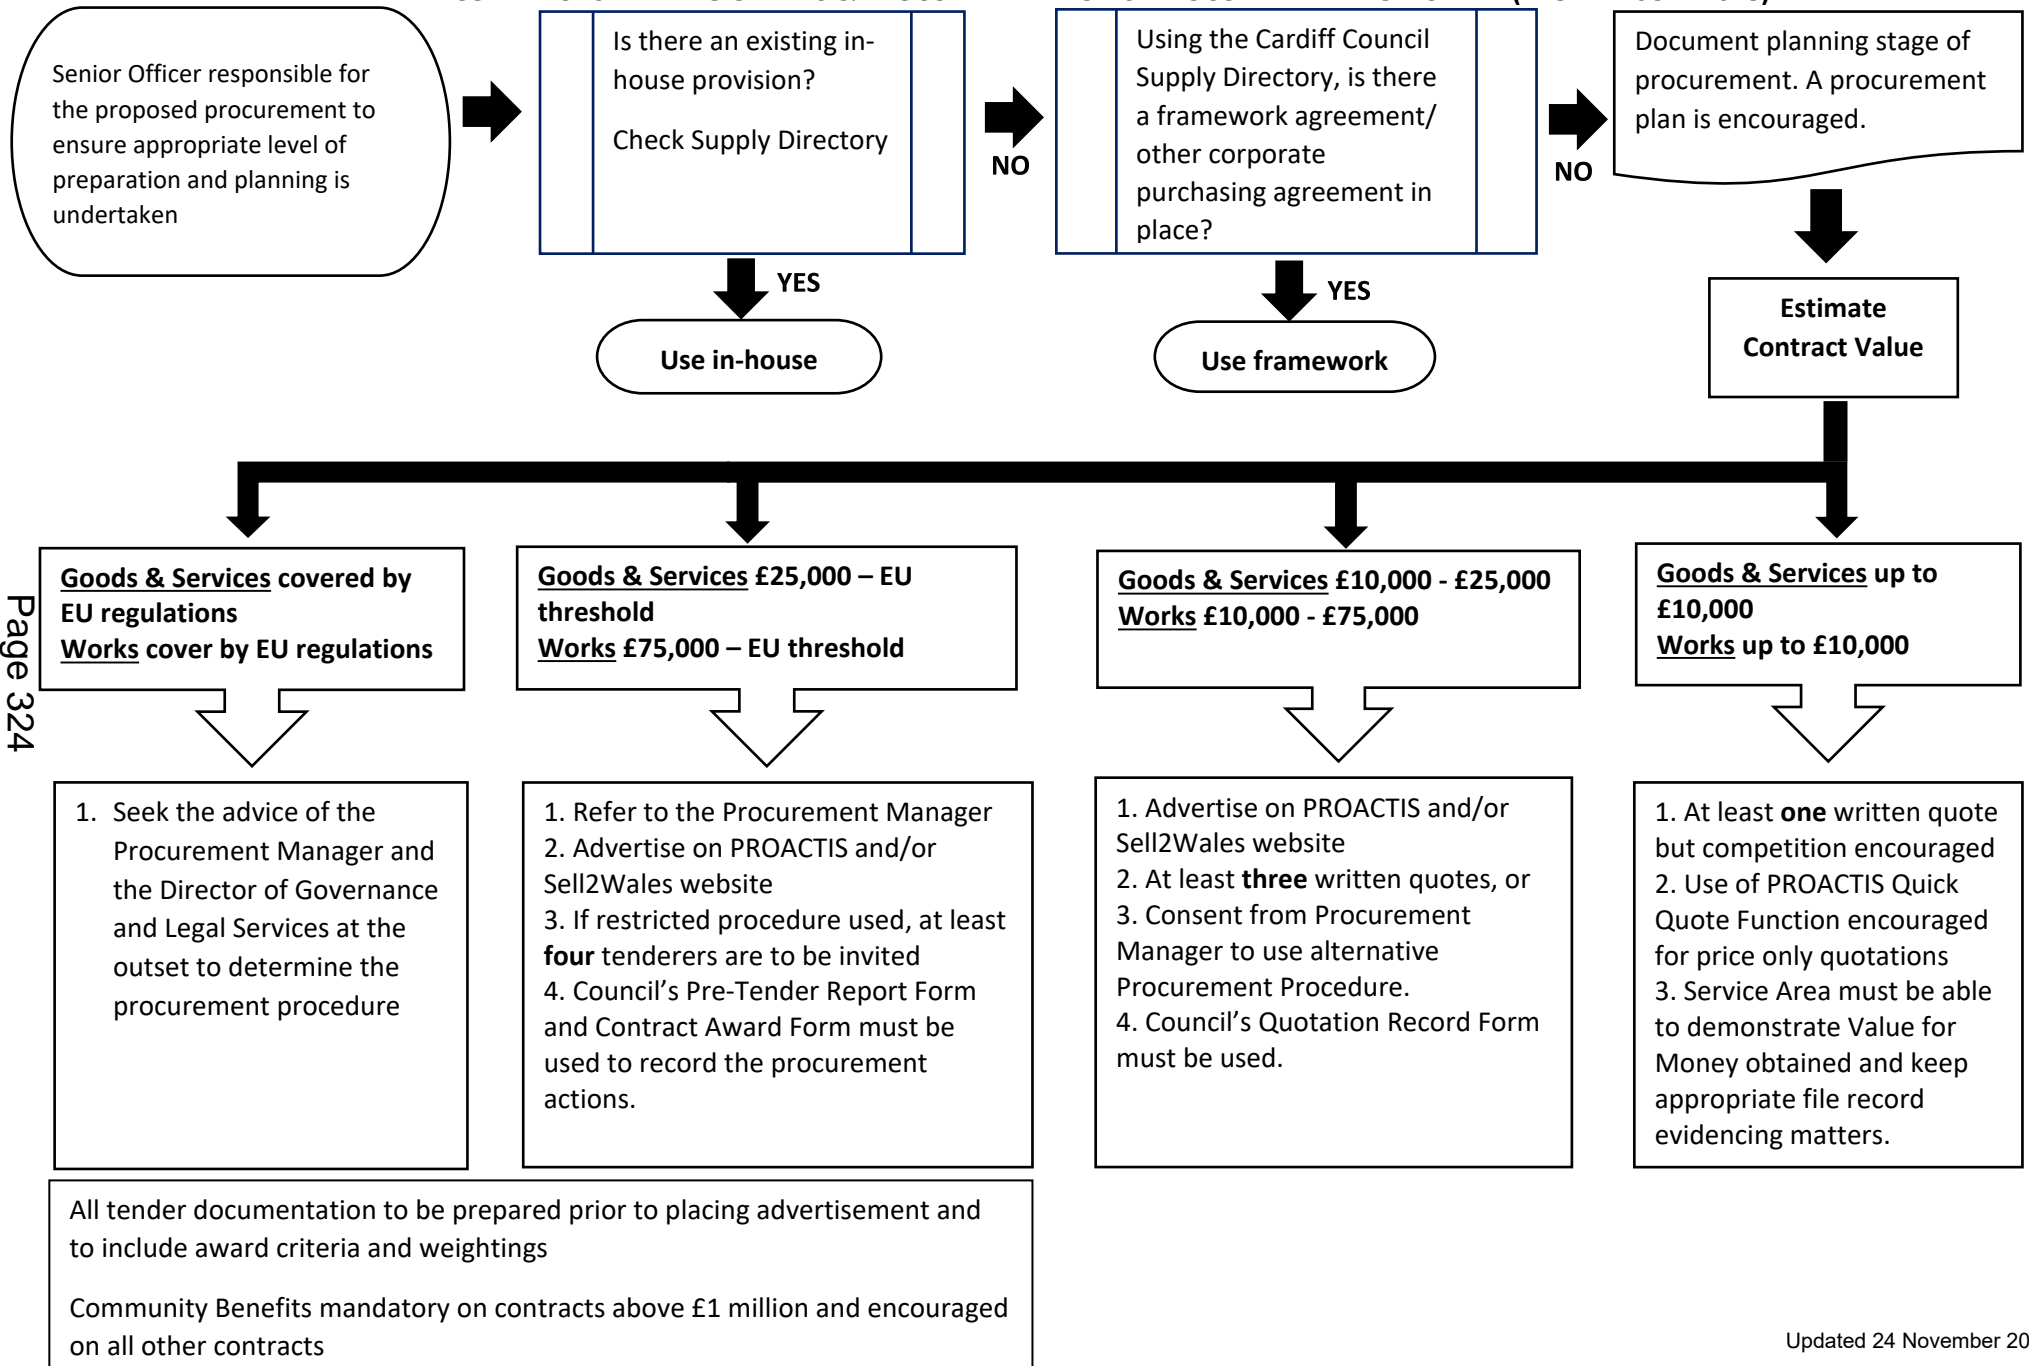 Senior Officer responsible for
the proposed procurement to
ensure appropriate level of
preparation and planning is
undertaken
Is there an existing in-
house provision?
Check Supply Directory
NO
Using the Cardiff Council
Supply Directory, is there
a framework agreement/
other corporate
purchasing agreement in
place?
NO
Document planning stage of
procurement. A procurement
plan is encouraged.
YES
Use in-house
YES
Use framework
Estimate
Contract Value
Goods & Services covered by
EU regulations
Works cover by EU regulations
Goods & Services £25,000 – EU
threshold
Works £75,000 – EU threshold
Goods & Services £10,000 - £25,000
Works £10,000 - £75,000
Goods & Services up to
£10,000
Works up to £10,000
Page 324
1. Seek the advice of the
Procurement Manager and
the Director of Governance
and Legal Services at the
outset to determine the
procurement procedure
1. Refer to the Procurement Manager
2. Advertise on PROACTIS and/or
Sell2Wales website
3. If restricted procedure used, at least
four tenderers are to be invited
4. Council’s Pre-Tender Report Form
and Contract Award Form must be
used to record the procurement
actions.
1. Advertise on PROACTIS and/or
Sell2Wales website
2. At least three written quotes, or
3. Consent from Procurement
Manager to use alternative
Procurement Procedure.
4. Council’s Quotation Record Form
must be used.
1. At least one written quote
but competition encouraged
2. Use of PROACTIS Quick
Quote Function encouraged
for price only quotations
3. Service Area must be able
to demonstrate Value for
Money obtained and keep
appropriate file record
evidencing matters.
All tender documentation to be prepared prior to placing advertisement and
to include award criteria and weightings
Community Benefits mandatory on contracts above £1 million and encouraged
on all other contracts
Updated 24 November 20